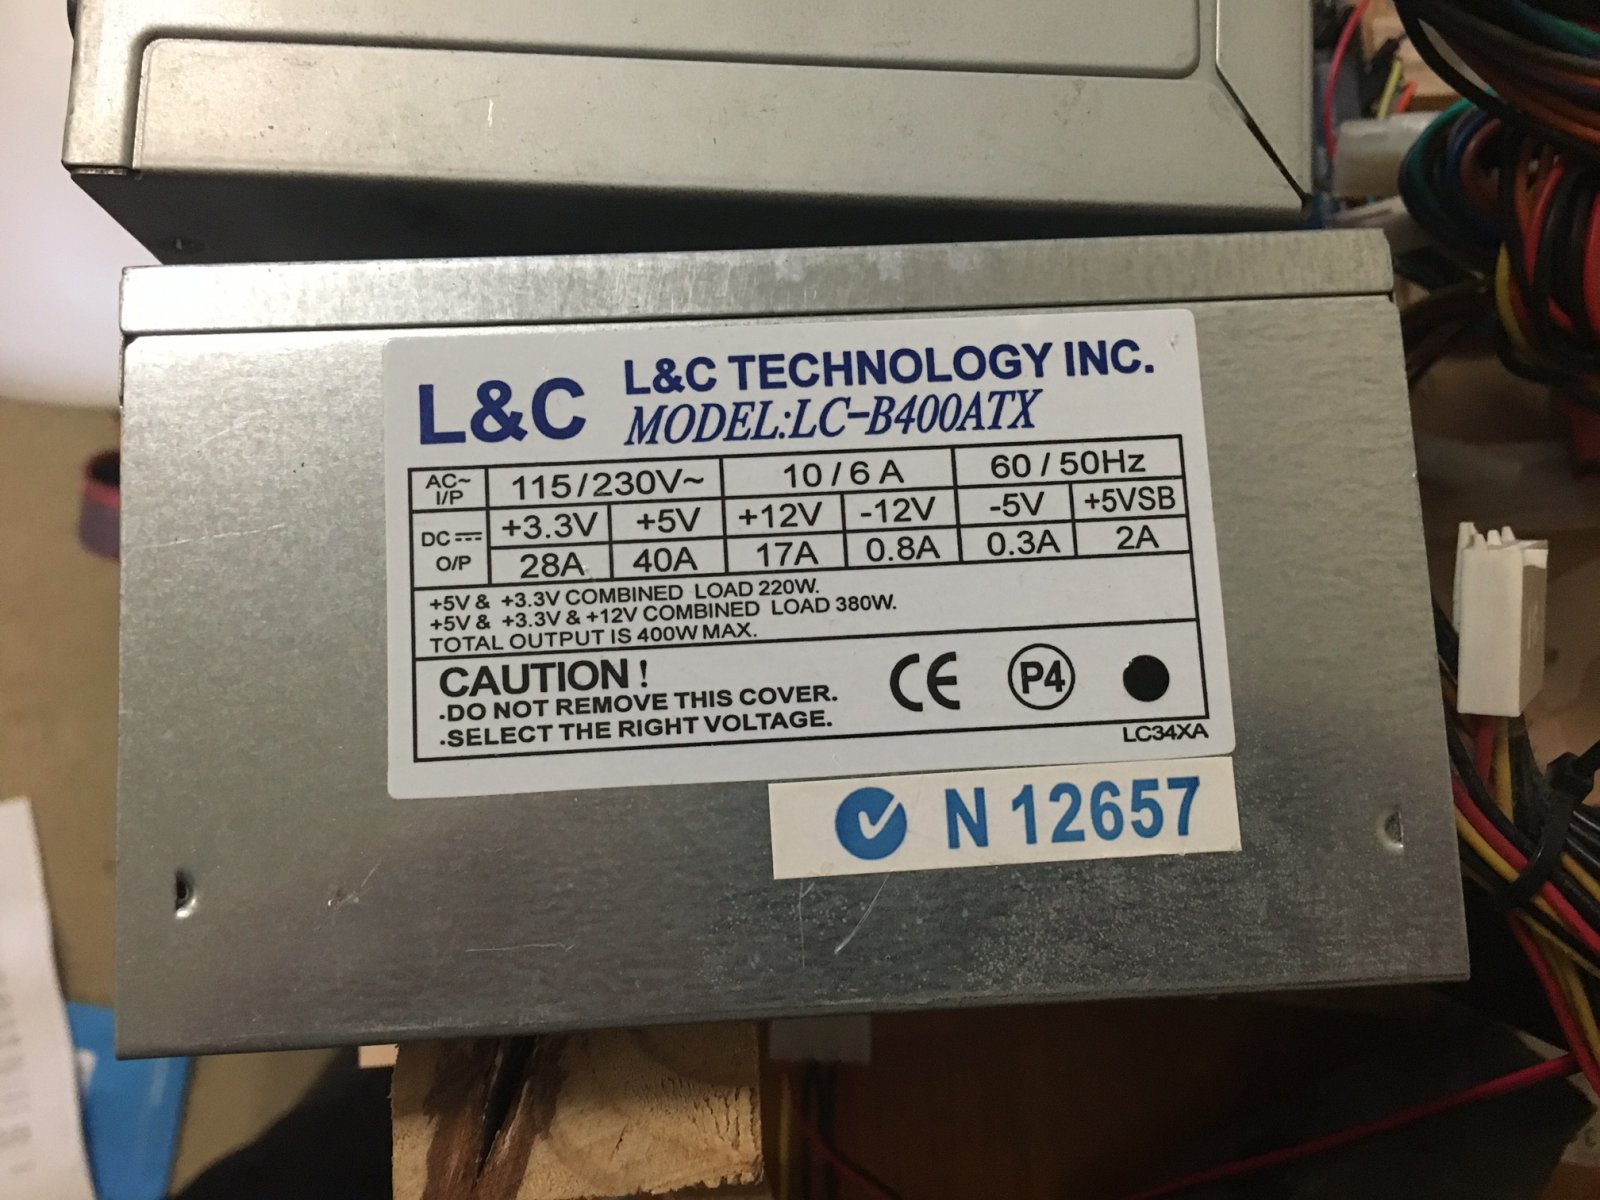 L&C
L&C TECHNOLOGY INC.
MODEL:LC-B400ATX
AC~ I/P 115/230V~ 10/6A 60/50Hz
DC O/P +3.3V +5V +12V -12V -5V +5VSB
28A 40A 17A 0.8A 0.3A 2A
+5V & +3.3V COMBINED LOAD 220W.
+5V & +3.3V & +12V COMBINED LOAD 380W.
TOTAL OUTPUT IS 400W MAX.
CAUTION!
.DO NOT REMOVE THIS COVER.
.SELECT THE RIGHT VOLTAGE.
CE P4
LC34XA
N 12657